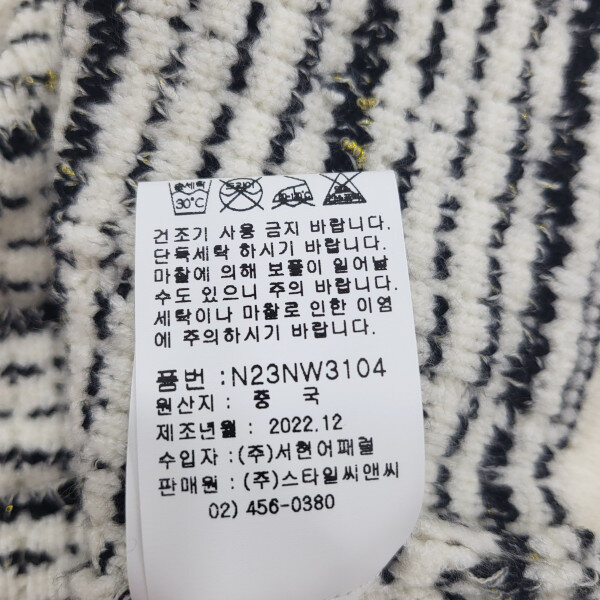 30℃
건조기 사용 금지 바랍니다.
단독세탁 하시기 바랍니다.
마찰에 의해 보풀이 일어날
수도 있으니 주의 바랍니다.
세탁이나 마찰로 인한 이염
에 주의하시기 바랍니다.
품번 :N23NW3104
원산지 : 중 국
제조년월 : 2022.12
수입자 :(주)서현어패럴
판매원 :(주)스타일씨앤씨
02) 456-0380